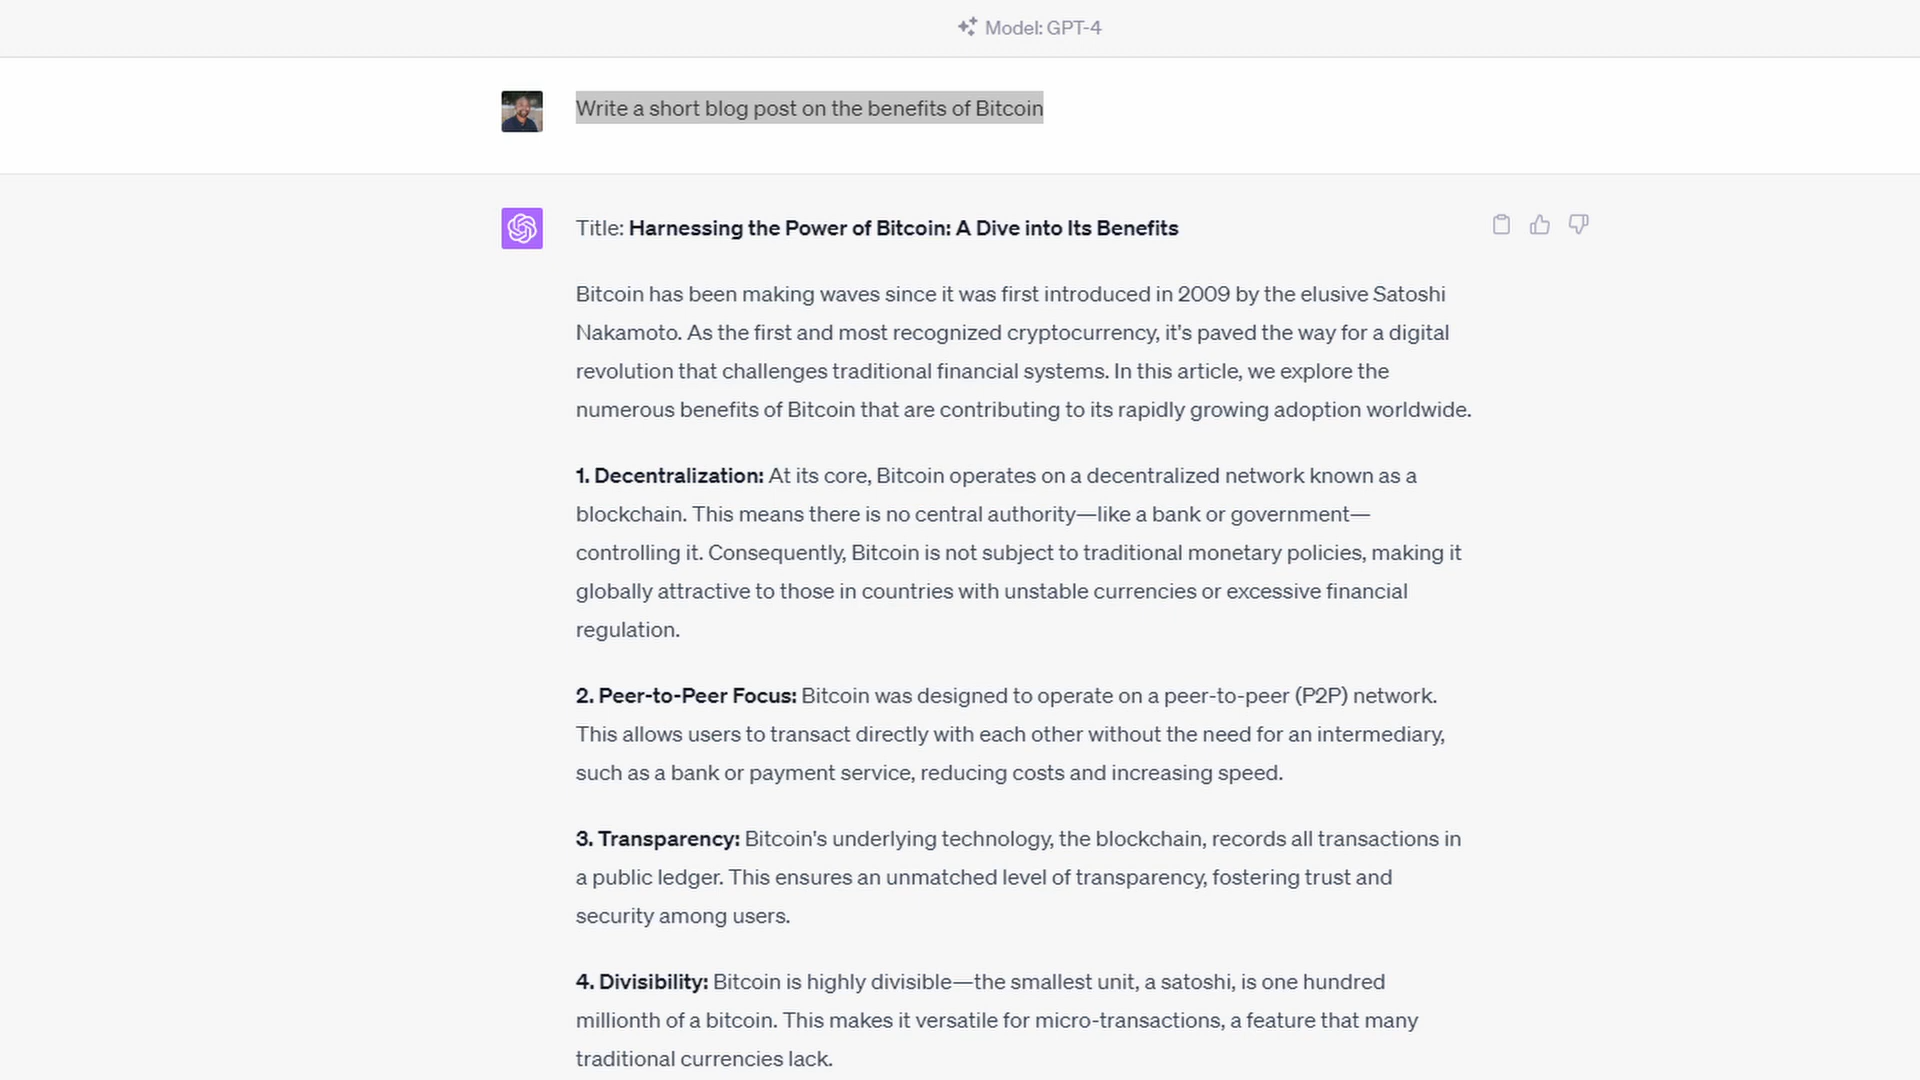 Model: GPT-4
Write a short blog post on the benefits of Bitcoin
Title: Harnessing the Power of Bitcoin: A Dive into Its Benefits
Bitcoin has been making waves since it was first introduced in 2009 by the elusive Satoshi
Nakamoto. As the first and most recognized cryptocurrency, it's paved the way for a digital
revolution that challenges traditional financial systems. In this article, we explore the
numerous benefits of Bitcoin that are contributing to its rapidly growing adoption worldwide.
1. Decentralization: At its core, Bitcoin operates on a decentralized network known as a
blockchain. This means there is no central authority—like a bank or government—
controlling it. Consequently, Bitcoin is not subject to traditional monetary policies, making it
globally attractive to those in countries with unstable currencies or excessive financial
regulation.
2. Peer-to-Peer Focus: Bitcoin was designed to operate on a peer-to-peer (P2P) network.
This allows users to transact directly with each other without the need for an intermediary,
such as a bank or payment service, reducing costs and increasing speed.
3. Transparency: Bitcoin's underlying technology, the blockchain, records all transactions in
a public ledger. This ensures an unmatched level of transparency, fostering trust and
security among users.
4. Divisibility: Bitcoin is highly divisible—the smallest unit, a satoshi, is one hundred
millionth of a bitcoin. This makes it versatile for micro-transactions, a feature that many
traditional currencies lack.